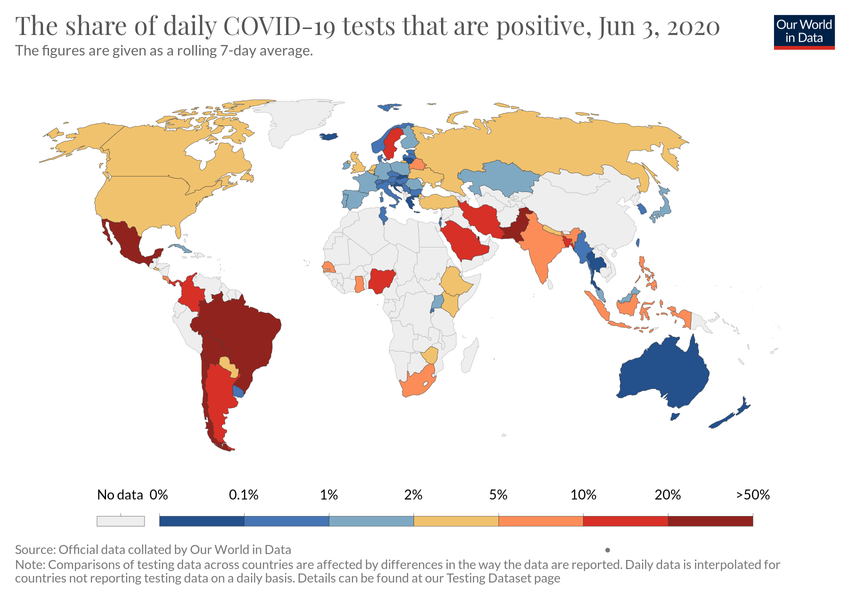 The share of daily COVID-19 tests that are positive, Jun 3, 2020
The figures are given as a rolling 7-day average.
Our World
in Data
No data 0% 0.1% 1% 2% 5% 10% 20% >50%
Source: Official data collated by Our World in Data •
Note: Comparisons of testing data across countries are affected by differences in the way the data are reported. Daily data is interpolated for
countries not reporting testing data on a daily basis. Details can be found at our Testing Dataset page